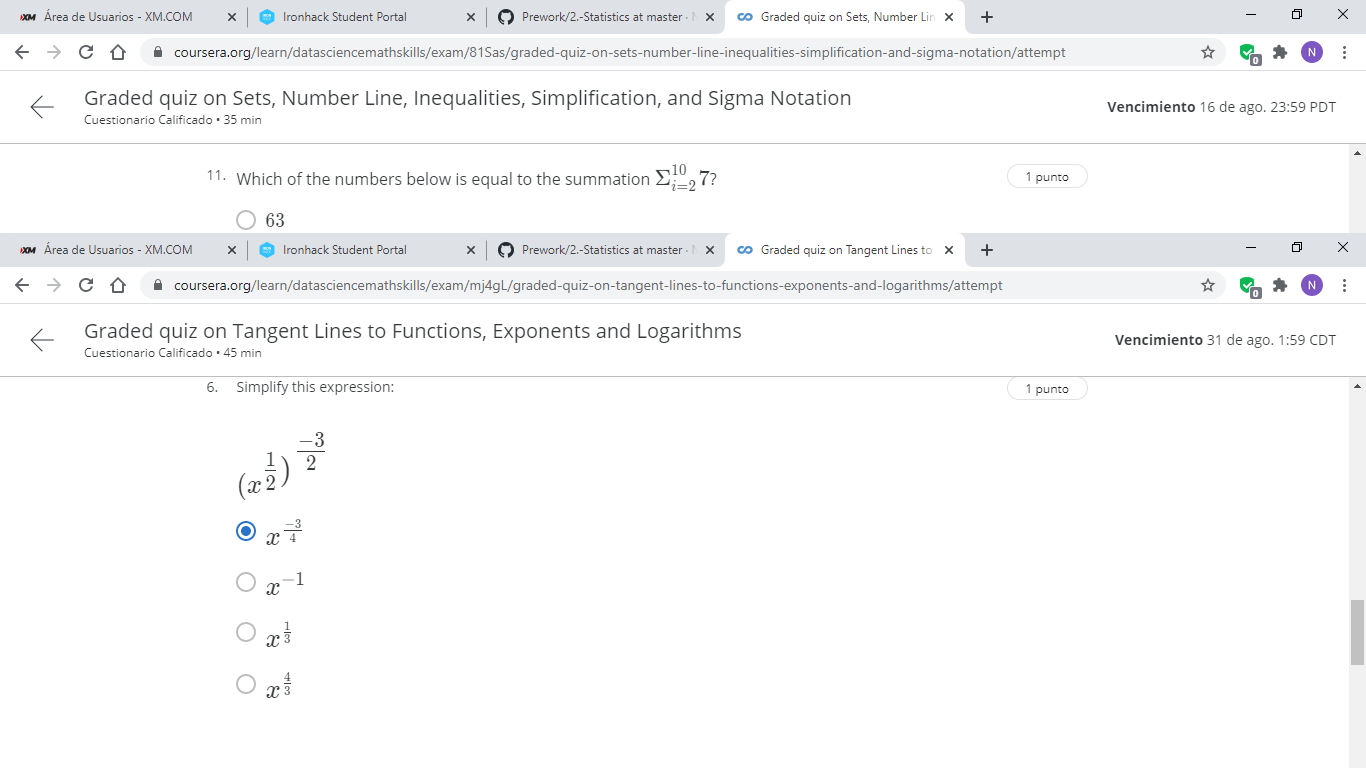 XM Área de Usuarios - XM.COM Ironhack Student Portal Prework/2.-Statistics at master · Graded quiz on Sets, Number Lin
coursera.org/learn/datasciencemathskills/exam/81Sas/graded-quiz-on-sets-number-line-inequalities-simplification-and-sigma-notation/attempt 0 N
Graded quiz on Sets, Number Line, Inequalities, Simplification, and Sigma Notation
Vencimiento 16 de ago. 23:59 PDT
Cuestionario Calificado • 35 min
11. Which of the numbers below is equal to the summation Σ_{i=2}^{10} 7? 1 punto
63
XM Área de Usuarios - XM.COM Ironhack Student Portal Prework/2.-Statistics at master · Graded quiz on Tangent Lines to
coursera.org/learn/datasciencemathskills/exam/mj4gL/graded-quiz-on-tangent-lines-to-functions-exponents-and-logarithms/attempt 0 N
Graded quiz on Tangent Lines to Functions, Exponents and Logarithms
Vencimiento 31 de ago. 1:59 CDT
Cuestionario Calificado • 45 min
6. Simplify this expression: 1 punto
(x^{\frac{1}{2}})^{\frac{-3}{2}}
x^{\frac{-3}{4}}
x^{-1}
x^{\frac{1}{3}}
x^{\frac{4}{3}}